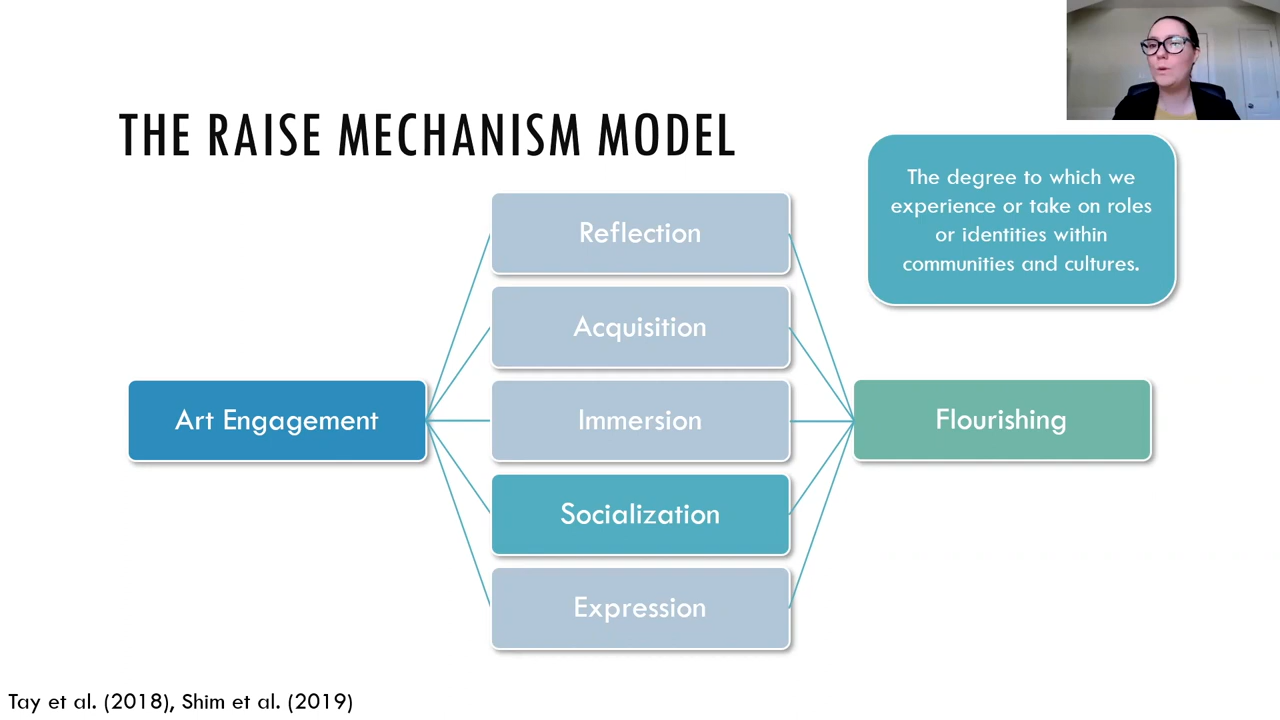 THE RAISE MECHANISM MODEL
The degree to which we
experience or take on roles
or identities within
communities and cultures.
Reflection
Acquisition
Art Engagement
Immersion
Flourishing
Socialization
Expression
Tay et al. (2018), Shim et al. (2019)